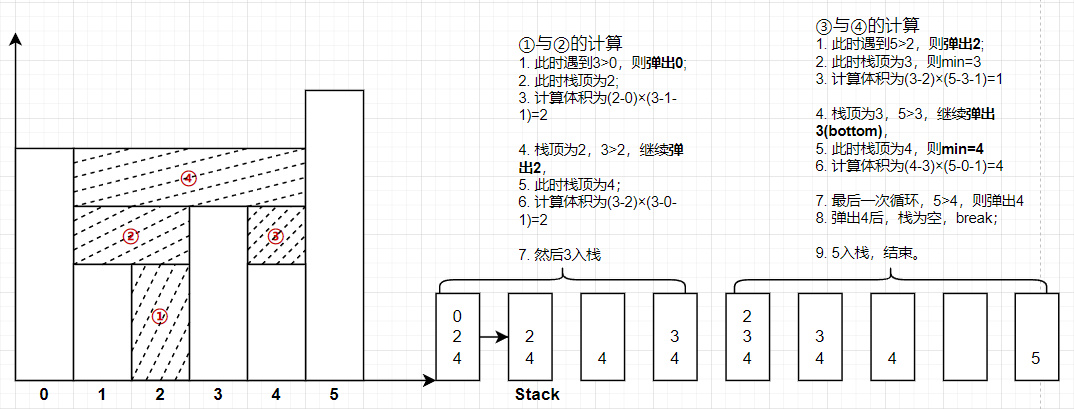 ①与②的计算
1. 此时遇到3>0，则弹出0;
2. 此时栈顶为2;
3. 计算体积为(2-0)×(3-1-
1)=2
4. 栈顶为2，3>2，继续弹
出2，
5. 此时栈顶为4；
6. 计算体积为(3-2)×(3-0-
1)=2
7. 然后3入栈
③与④的计算
1. 此时遇到5>2，则弹出2;
2. 此时栈顶为3，则min=3
3. 计算体积为(3-2)×(5-3-1)=1
4. 栈顶为3，5>3，继续弹出
3(bottom)，
5. 此时栈顶为4，则min=4
6. 计算体积为(4-3)×(5-0-1)=4
7. 最后一次循环，5>4，则弹出4
8. 弹出4后，栈为空，break；
9. 5入栈，结束。
④
②
③
①
0 1 2 3 4 5
0
2
4
2
4
4
3
4
2
3
4
3
4
4
5
Stack